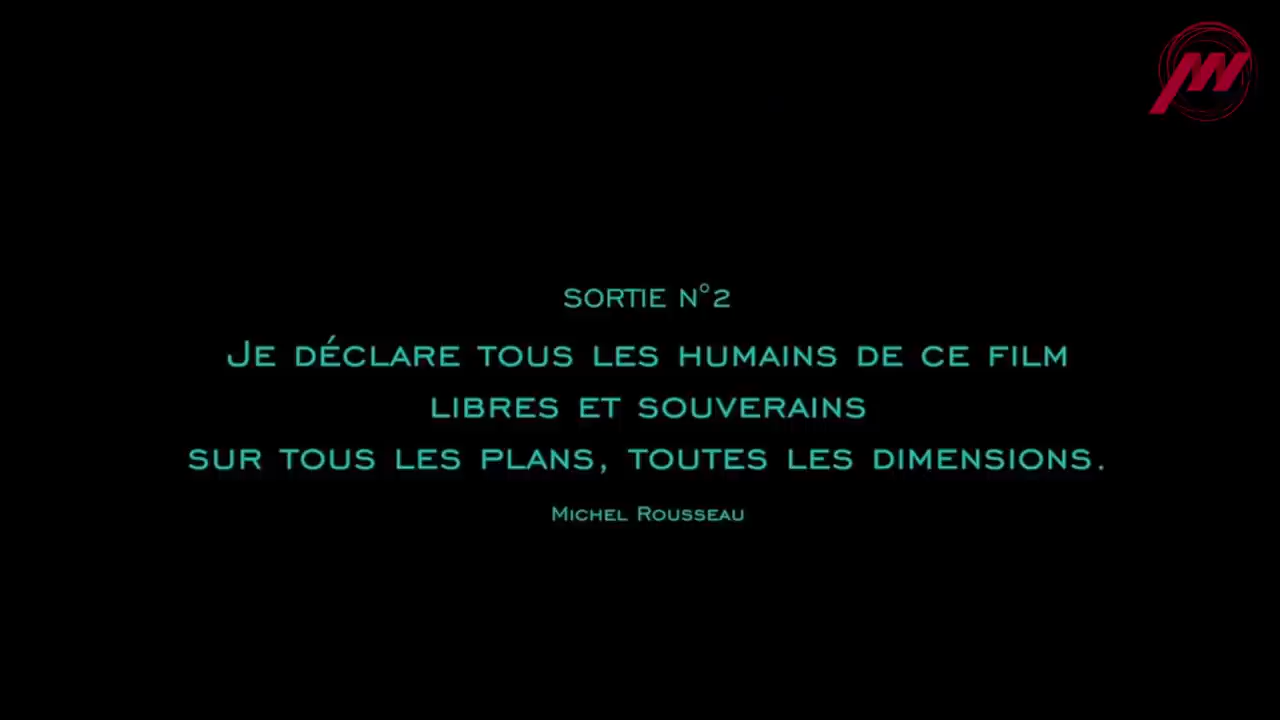 SORTIE N°2
JE DÉCLARE TOUS LES HUMAINS DE CE FILM
LIBRES ET SOUVERAINS
SUR TOUS LES PLANS, TOUTES LES DIMENSIONS.
MICHEL ROUSSEAU